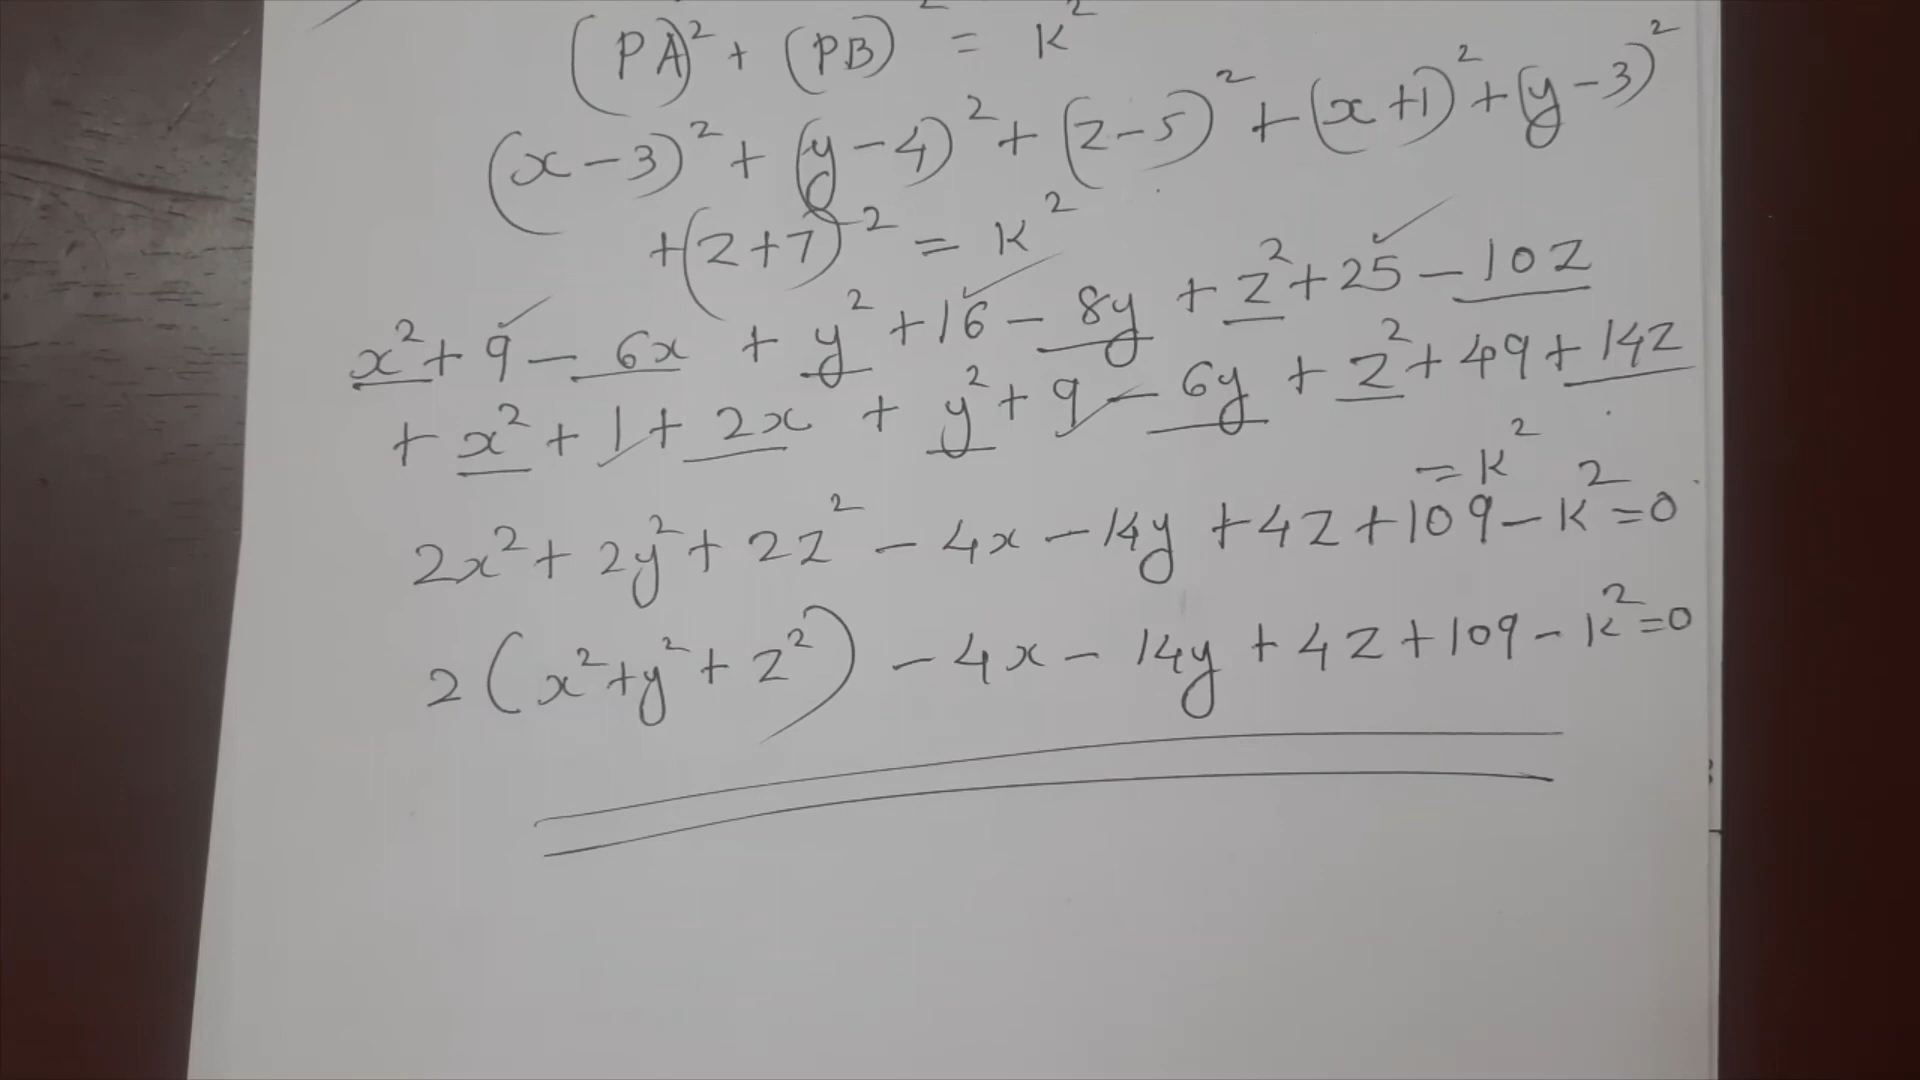 (PA)² + (PB)² = K²
(x-3)² + (y-4)² + (z-5)² + (x+1)² + (y-3)²
+(z+7)² = K²
x² + 9 - 6x + y² + 16 - 8y + z² + 25 - 10z
+ x² + 1 + 2x + y² + 9 - 6y + z² + 49 + 14z
= K²
2x² + 2y² + 2z² - 4x - 14y + 4z + 109 - K² = 0
2(x² + y² + z²) - 4x - 14y + 4z + 109 - K² = 0